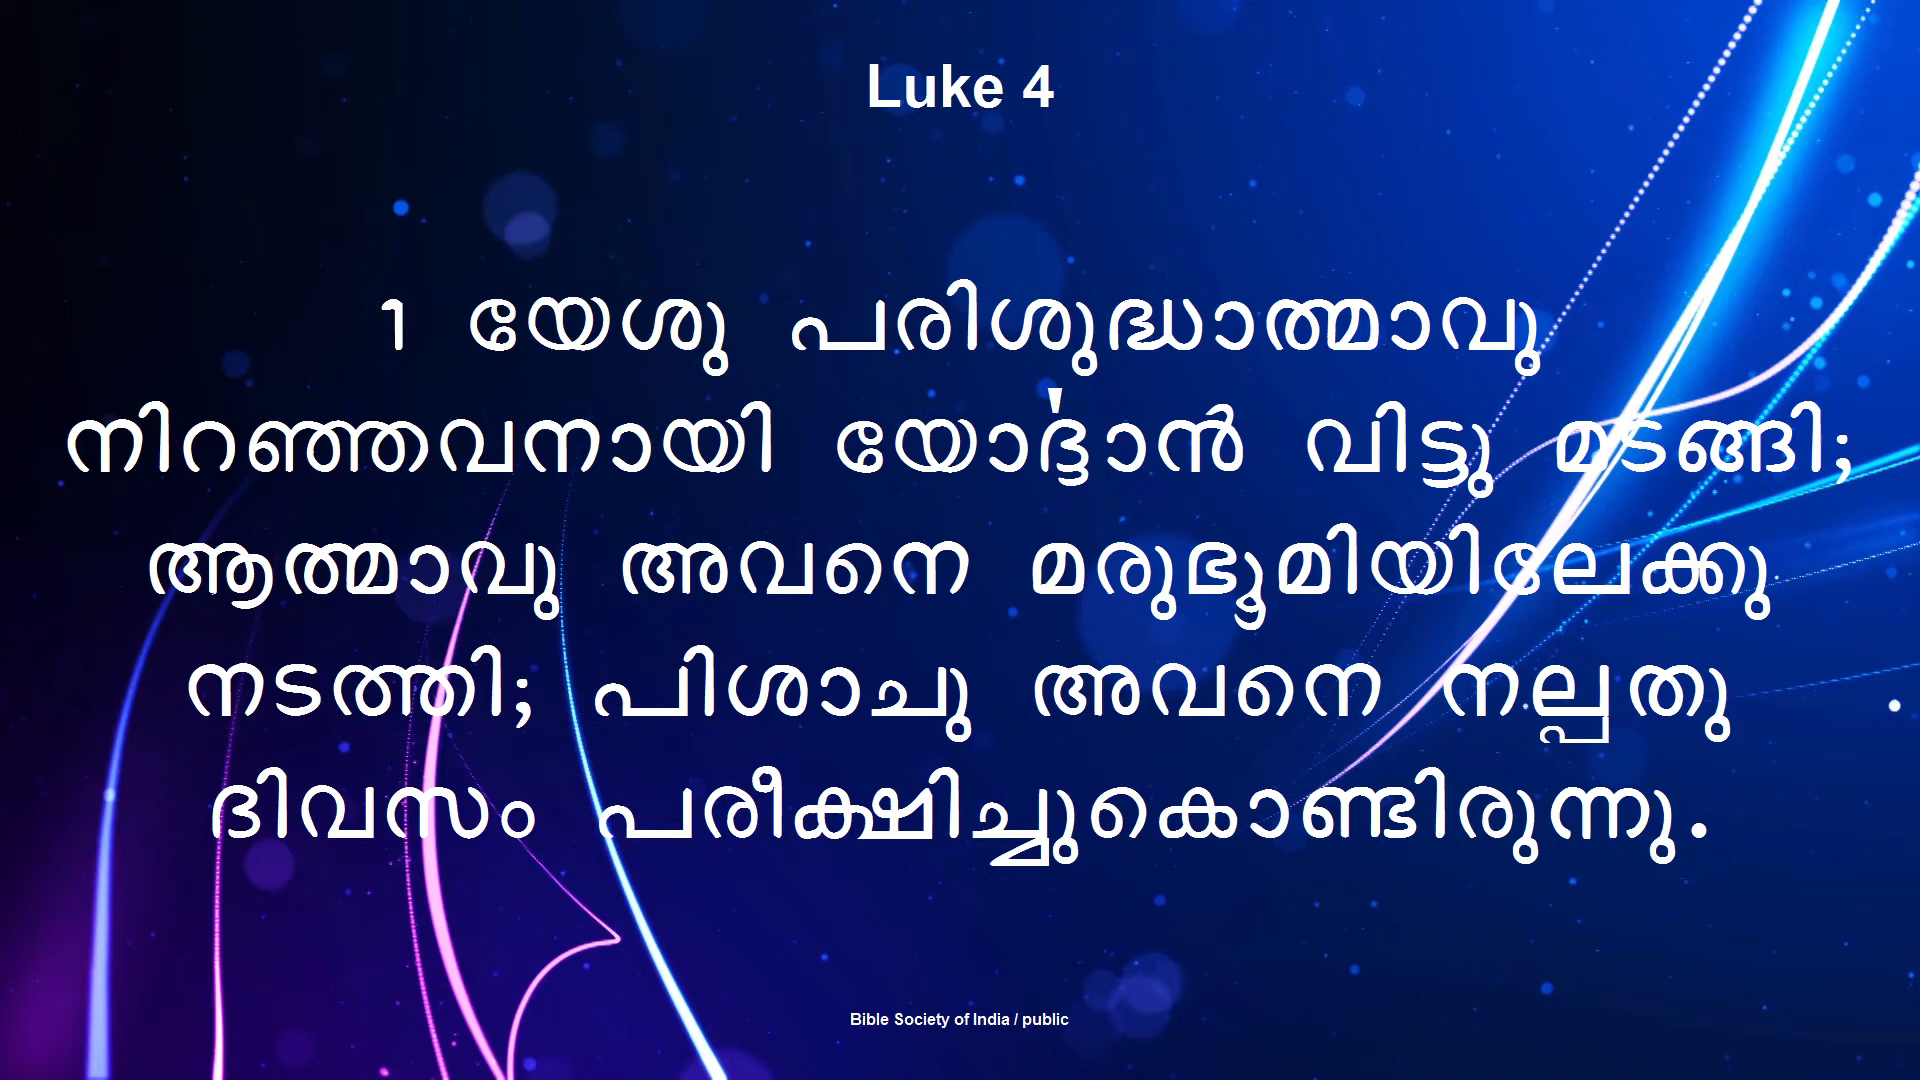 Luke 4
1 യേശു പരിശുദ്ധാത്മാവു
നിറഞ്ഞവനായി യോൎദ്ദാൻ വിട്ടു മടങ്ങി;
ആത്മാവു അവനെ മരുഭൂമിയിലേക്കു
നടത്തി; പിശാചു അവനെ നല്പതു
ദിവസം പരീക്ഷിച്ചുകൊണ്ടിരുന്നു.
Bible Society of India / public